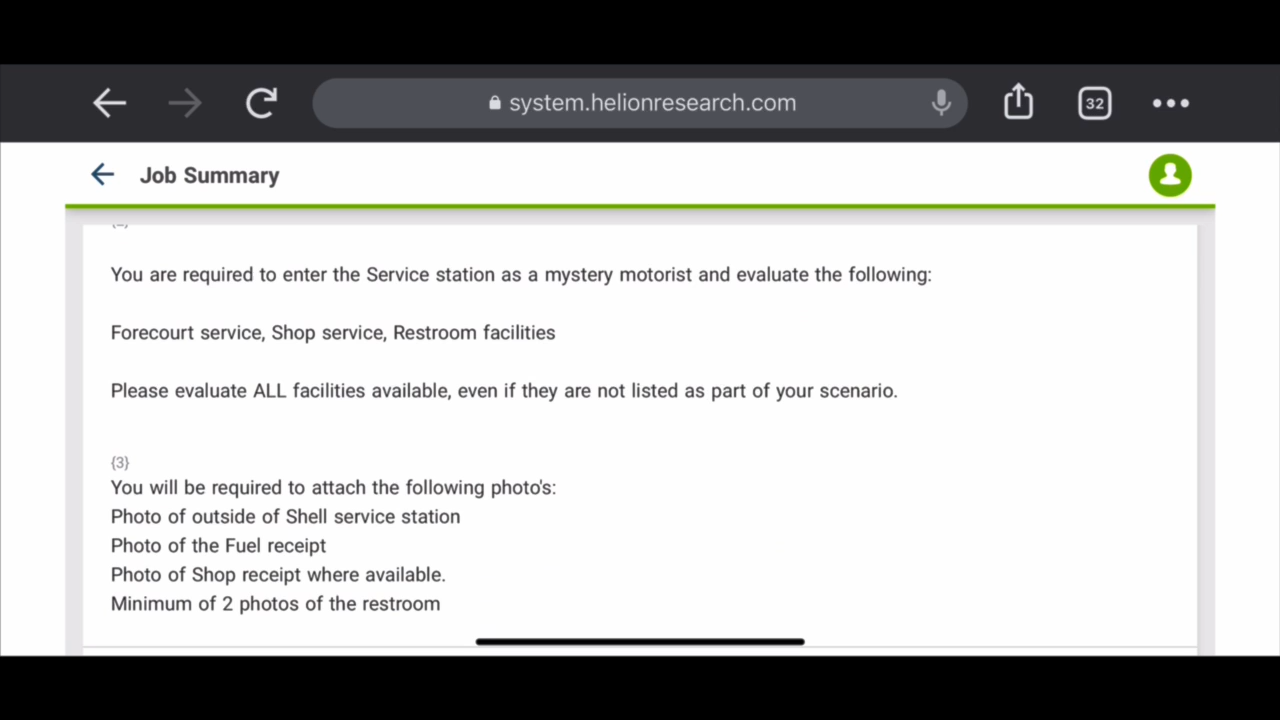 system.helionresearch.com
32
Job Summary
You are required to enter the Service station as a mystery motorist and evaluate the following:
Forecourt service, Shop service, Restroom facilities
Please evaluate ALL facilities available, even if they are not listed as part of your scenario.
{3}
You will be required to attach the following photo's:
Photo of outside of Shell service station
Photo of the Fuel receipt
Photo of Shop receipt where available.
Minimum of 2 photos of the restroom